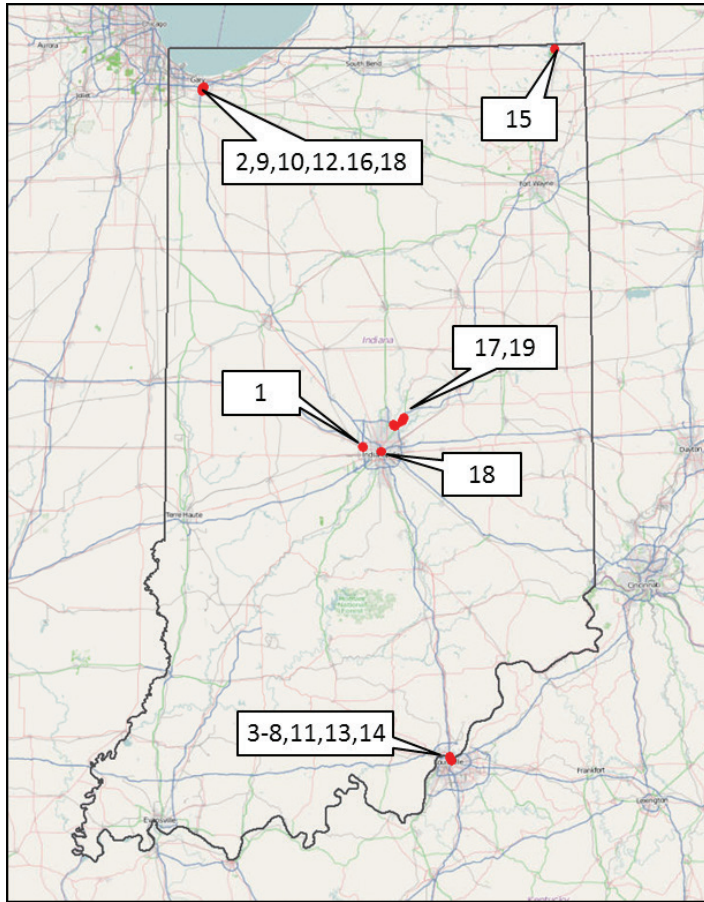 Chicago
Aurora
Joliet
Gary
South Bend
15
2,9,10,12.16,18
Fort Wayne
Indiana
17,19
1
18
Dayton
Terre Haute
Cincinnati
3-8,11,13,14
Frankfort
Lexington
Evansville
Kentucky